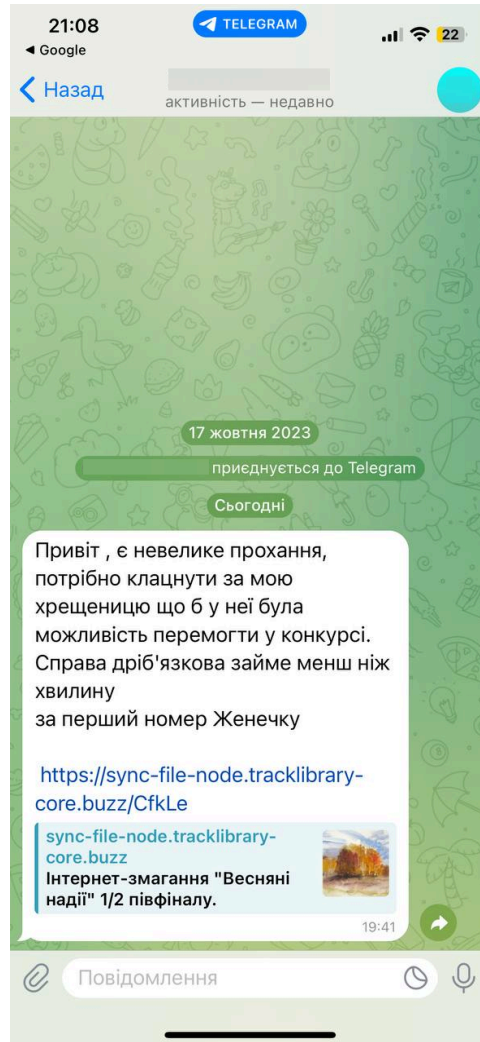 21:08
TELEGRAM
22
Google
Назад
активність — недавно
17 жовтня 2023
приєднується до Telegram
Сьогодні
Привіт , є невелике прохання,
потрібно клацнути за мою
хрещеницю що б у неї була
можливість перемогти у конкурсі.
Справа дріб'язкова займе менш ніж
хвилину
за перший номер Женечку
https://sync-file-node.tracklibrary-
core.buzz/CfkLe
sync-file-node.tracklibrary-
core.buzz
Інтернет-змагання "Весняні
надії" 1/2 півфіналу.
19:41
Повідомлення